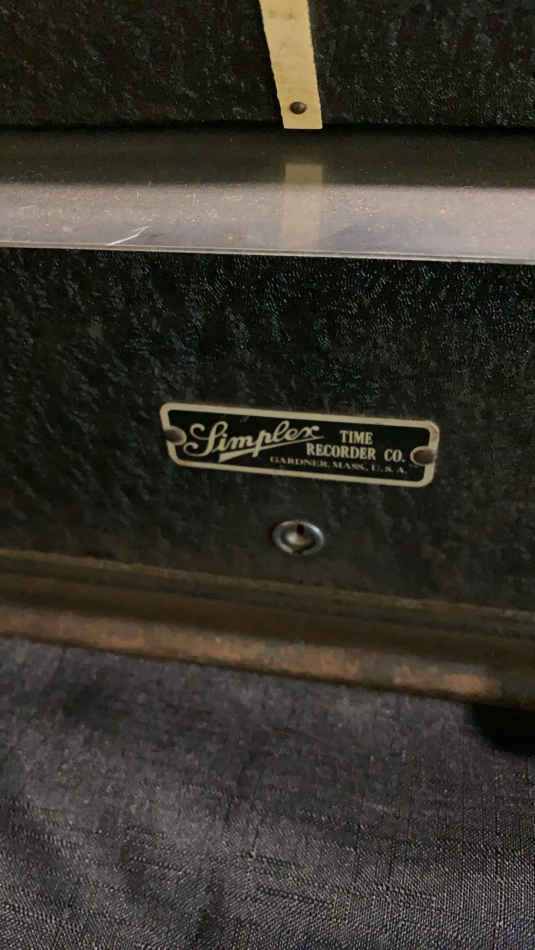 Simplex TIME
RECORDER CO.
GARDNER, MASS., U.S.A.